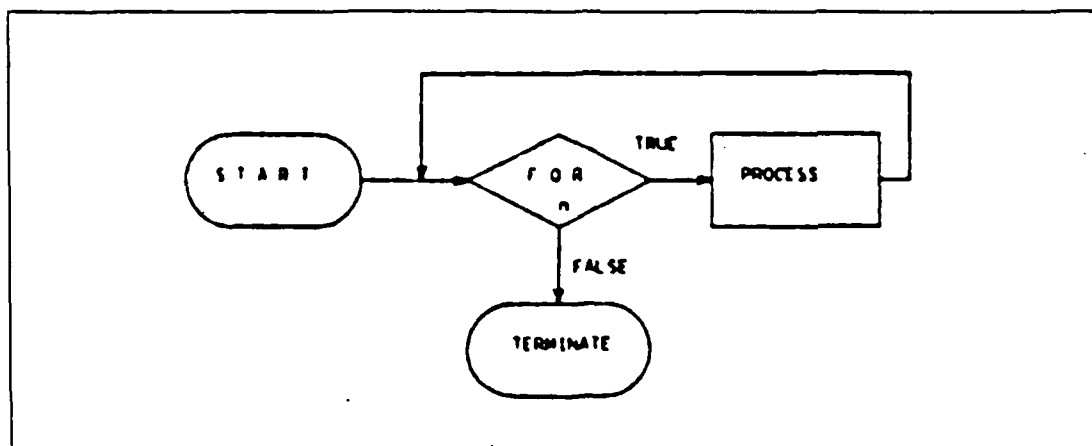 START
FOR
n
TRUE
PROCESS
FALSE
TERMINATE